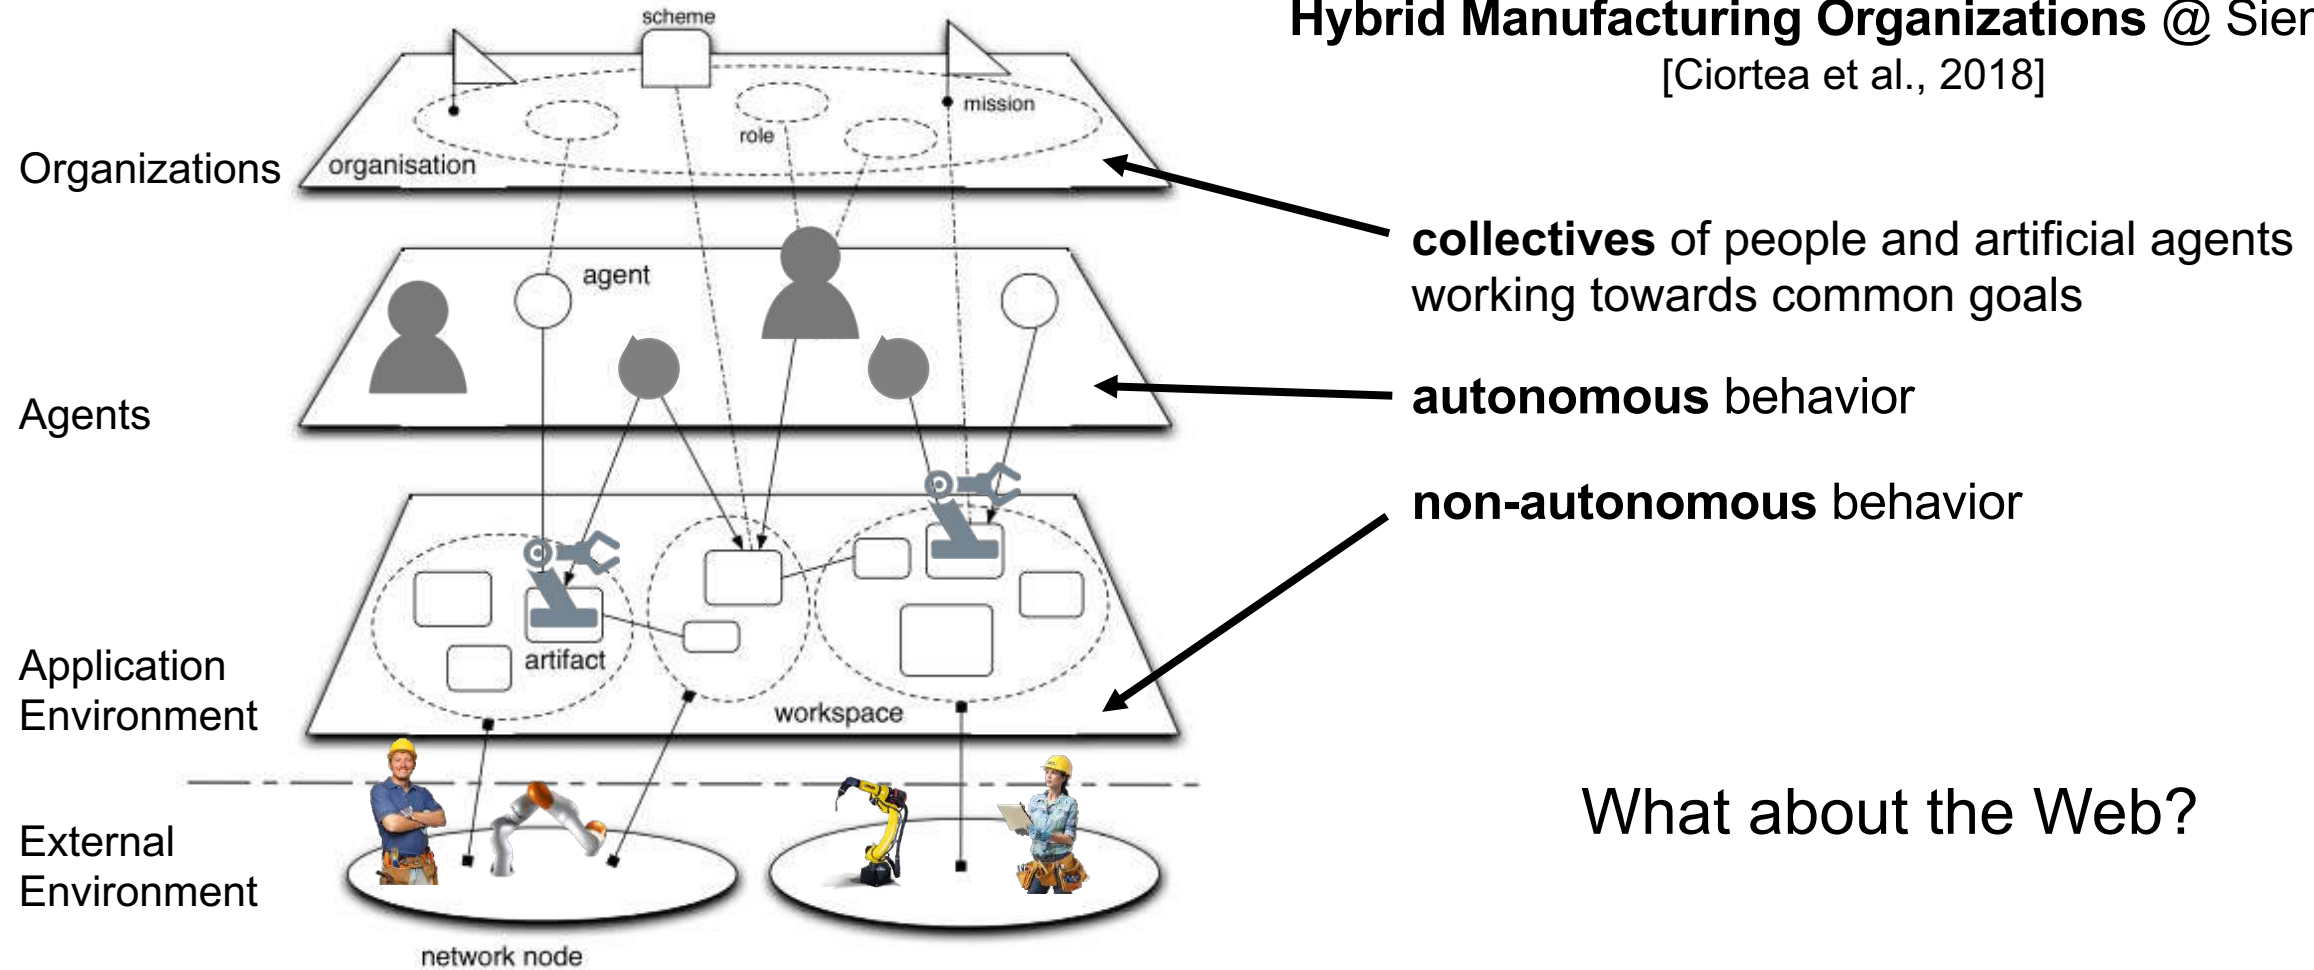 Hybrid Manufacturing Organizations @
[Ciortea et al., 2018]
scheme
mission
role
organisation
Organizations
collectives of people and artificial agents
working towards common goals
agent
autonomous behavior
Agents
non-autonomous behavior
artifact
Application
Environment
workspace
What about the Web?
External
Environment
network node